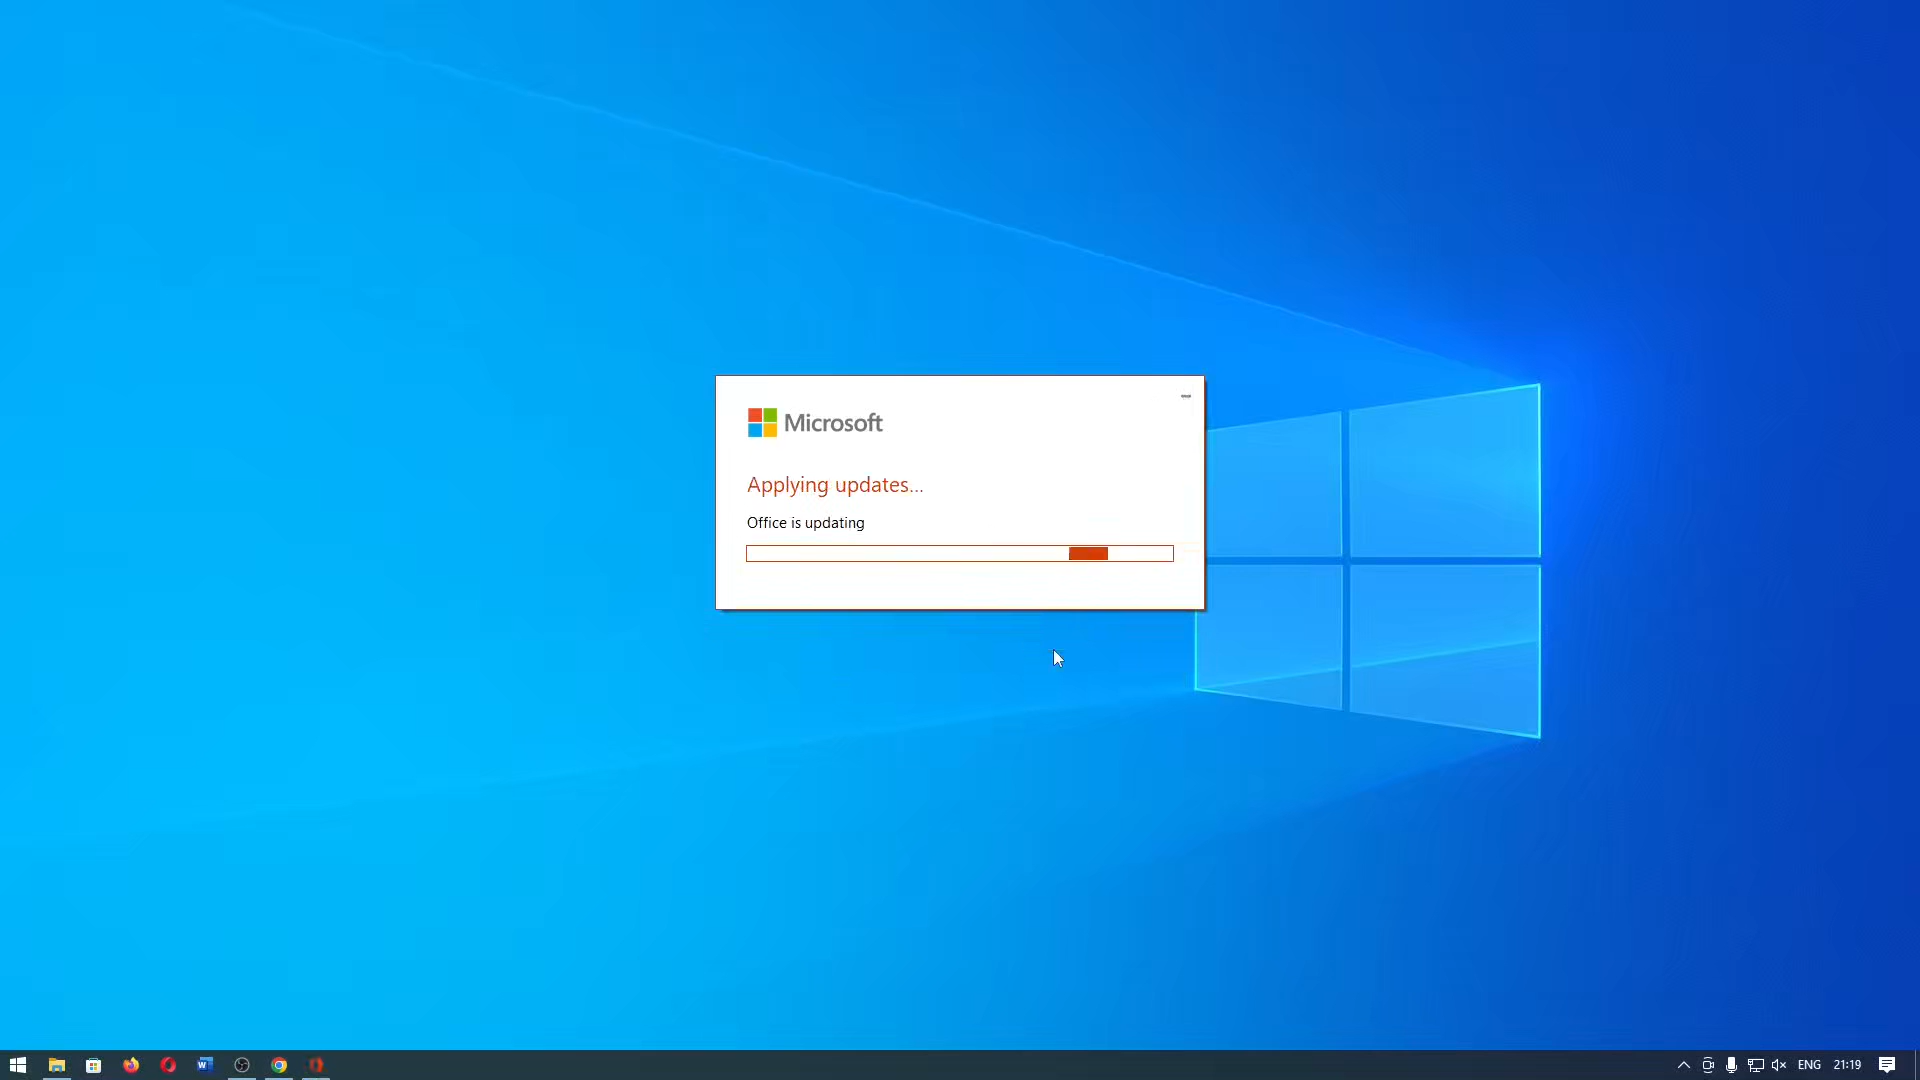 Microsoft
Applying updates...
Office is updating
W
ENG 21:19